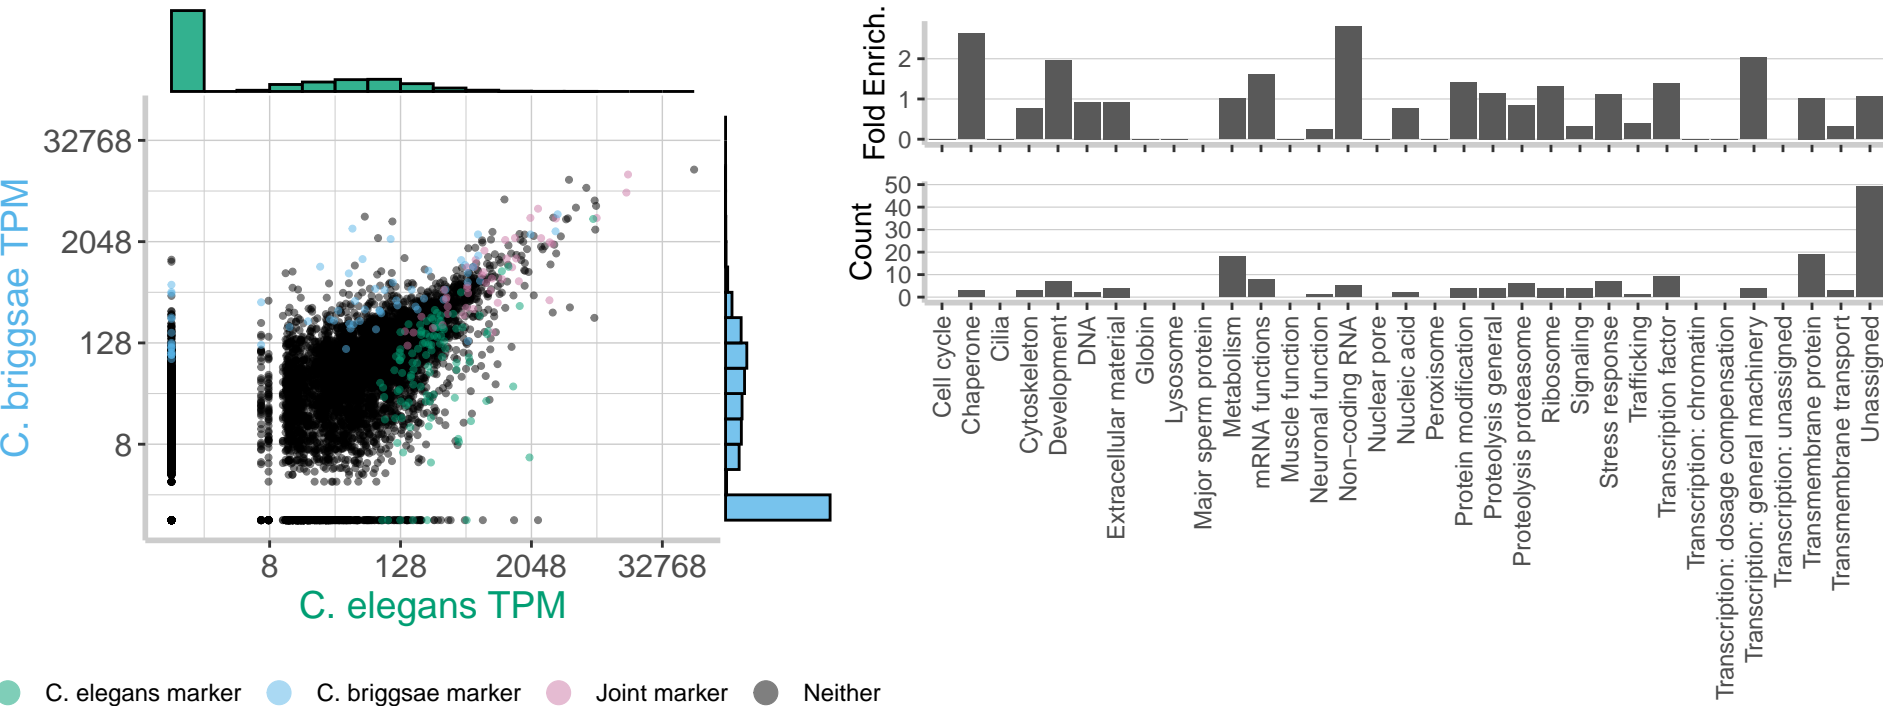 32768
2048
128
8
C. briggsae TPM
8
128
2048
32768
C. elegans TPM
C. elegans marker
C. briggsae marker
Joint marker
Neither
Fold Enrich.
2
1
0
Count
50
40
30
20
10
0
Cell cycle
Chaperone
Cilia
Cytoskeleton
Development
DNA
Extracellular material
Globin
Lysosome
Major sperm protein
Metabolism
mRNA functions
Muscle function
Neuronal function
Non−coding RNA
Nuclear pore
Nucleic acid
Peroxisome
Protein modification
Proteolysis general
Proteolysis proteasome
Ribosome
Signaling
Stress response
Trafficking
Transcription factor
Transcription: chromatin
Transcription: dosage compensation
Transcription: general machinery
Transcription: unassigned
Transmembrane protein
Transmembrane transport
Unassigned